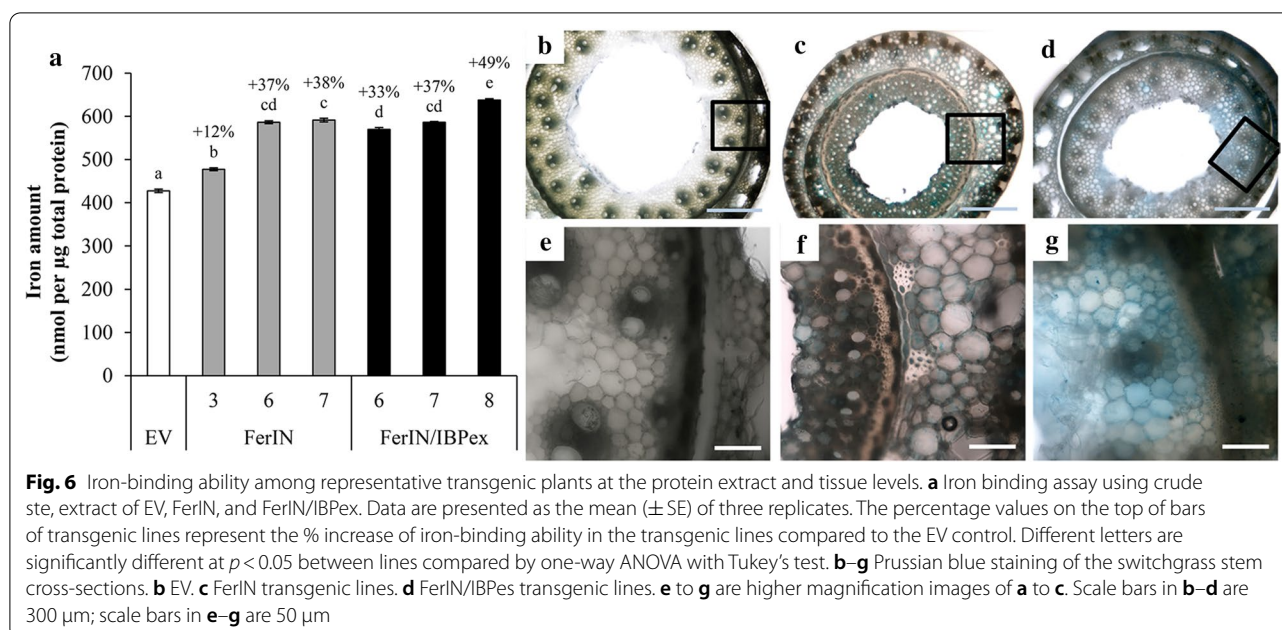 a
Iron amount
(nmol per µg total protein)
700
600
500
400
300
200
100
0
a
+12%
b
+37%
cd
+38%
c
+33%
d
+37%
cd
+49%
e
3 6 7 6 7 8
EV FerIN FerIN/IBPex
b
c
d
e
f
g
Fig. 6 Iron-binding ability among representative transgenic plants at the protein extract and tissue levels. a Iron binding assay using crude
ste, extract of EV, FerIN, and FerIN/IBPex. Data are presented as the mean (± SE) of three replicates. The percentage values on the top of bars
of transgenic lines represent the % increase of iron-binding ability in the transgenic lines compared to the EV control. Different letters are
significantly different at p < 0.05 between lines compared by one-way ANOVA with Tukey's test. b–g Prussian blue staining of the switchgrass stem
cross-sections. b EV. c FerIN transgenic lines. d FerIN/IBPes transgenic lines. e to g are higher magnification images of a to c. Scale bars in b–d are
300 µm; scale bars in e–g are 50 µm